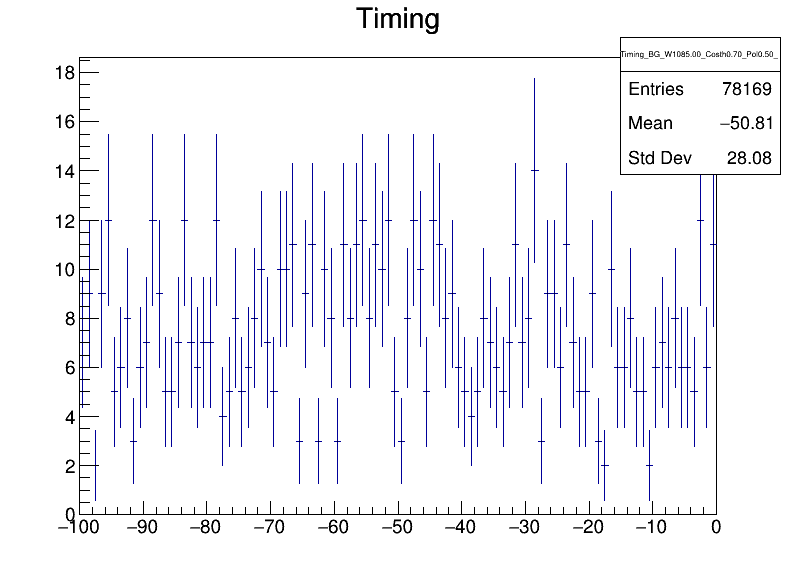 Timing
Timing_BG_W1085.00_Costh0.70_Pol0.50_
Entries 78169
Mean −50.81
Std Dev 28.08
18
16
14
12
10
8
6
4
2
0
−100 −90 −80 −70 −60 −50 −40 −30 −20 −10 0